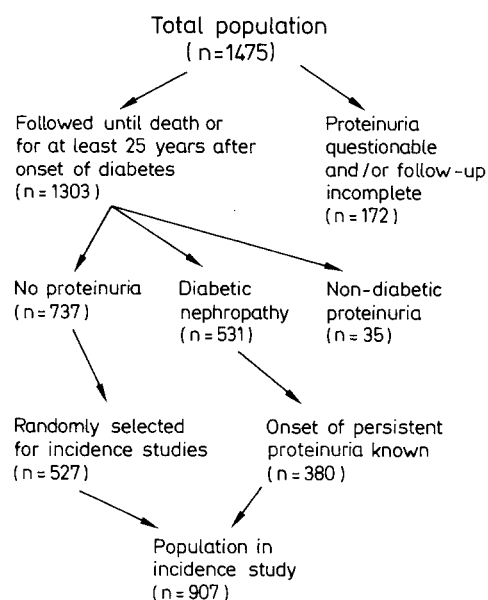 Total population
(n=1475)
Followed until death or
for at least 25 years after
onset of diabetes
(n=1303)
Proteinuria
questionable
and/or follow-up
incomplete
(n=172)
No proteinuria
(n=737)
Diabetic
nephropathy
(n=531)
Non-diabetic
proteinuria
(n=35)
Randomly selected
for incidence studies
(n=527)
Onset of persistent
proteinuria known
(n=380)
Population in
incidence study
(n=907)